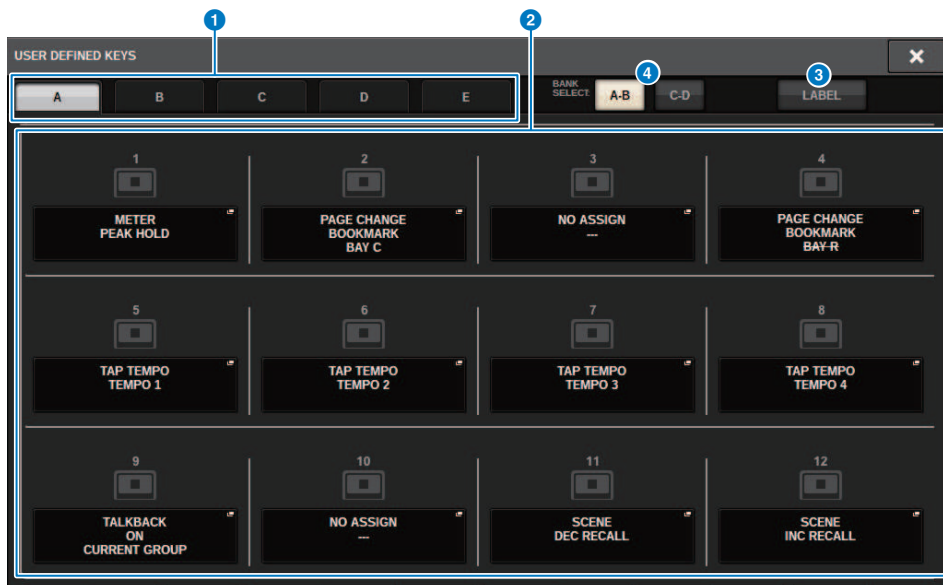 1 2
USER DEFINED KEYS ×
A B C D E BANK SELECT: A-B 4 C-D 3 LABEL
1 2 3 4
METER PEAK HOLD
PAGE CHANGE BOOKMARK BAY C
NO ASSIGN ---
PAGE CHANGE BOOKMARK BAY R
5 6 7 8
TAP TEMPO TEMPO 1
TAP TEMPO TEMPO 2
TAP TEMPO TEMPO 3
TAP TEMPO TEMPO 4
9 10 11 12
TALKBACK ON CURRENT GROUP
NO ASSIGN ---
SCENE DEC RECALL
SCENE INC RECALL